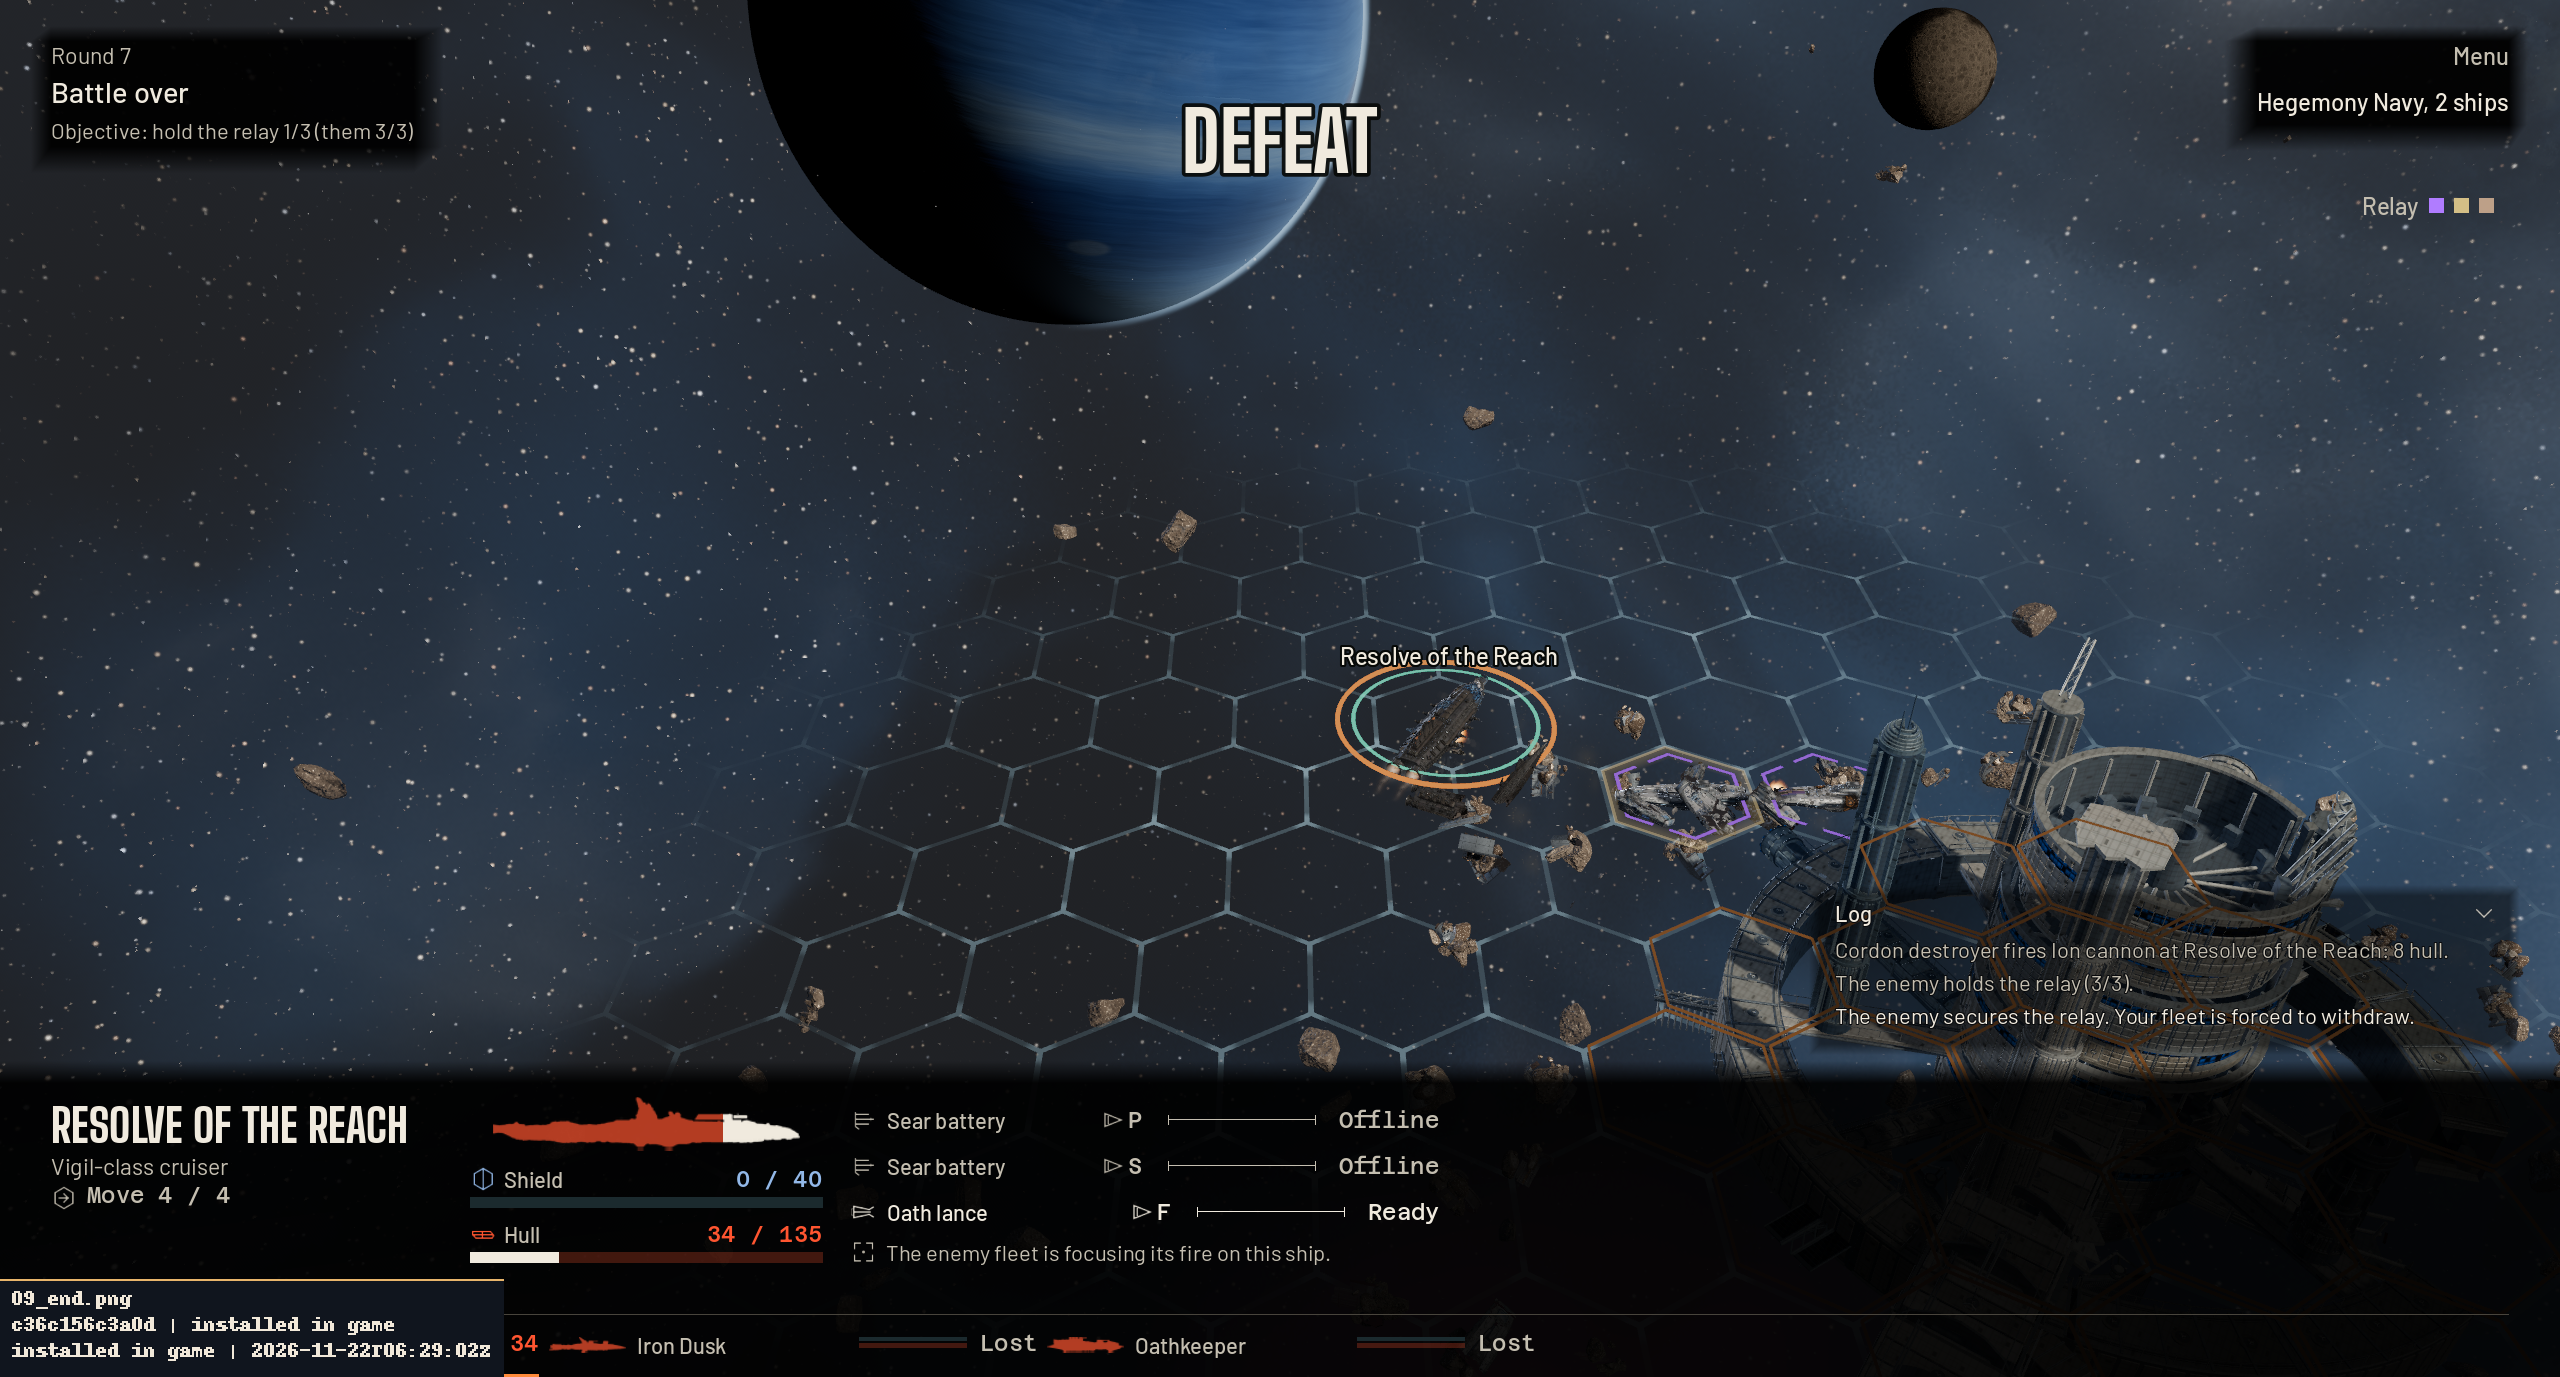 Round 7
Battle over
Objective: hold the relay 1/3 (them 3/3)
DEFEAT
Menu
Hegemony Navy, 2 ships
Relay
Resolve of the Reach
Log
Cordon destroyer fires Ion cannon at Resolve of the Reach: 8 hull.
The enemy holds the relay (3/3).
The enemy secures the relay. Your fleet is forced to withdraw.
RESOLVE OF THE REACH
Vigil-class cruiser
Move 4 / 4
Shield 0 / 40
Hull 34 / 135
Sear battery P Offline
Sear battery S Offline
Oath lance F Ready
The enemy fleet is focusing its fire on this ship.
09_end.png
c36c156c3a0d | installed in game
installed in game | 2026-11-22T06:29:02Z
34 Iron Dusk Lost Oathkeeper Lost